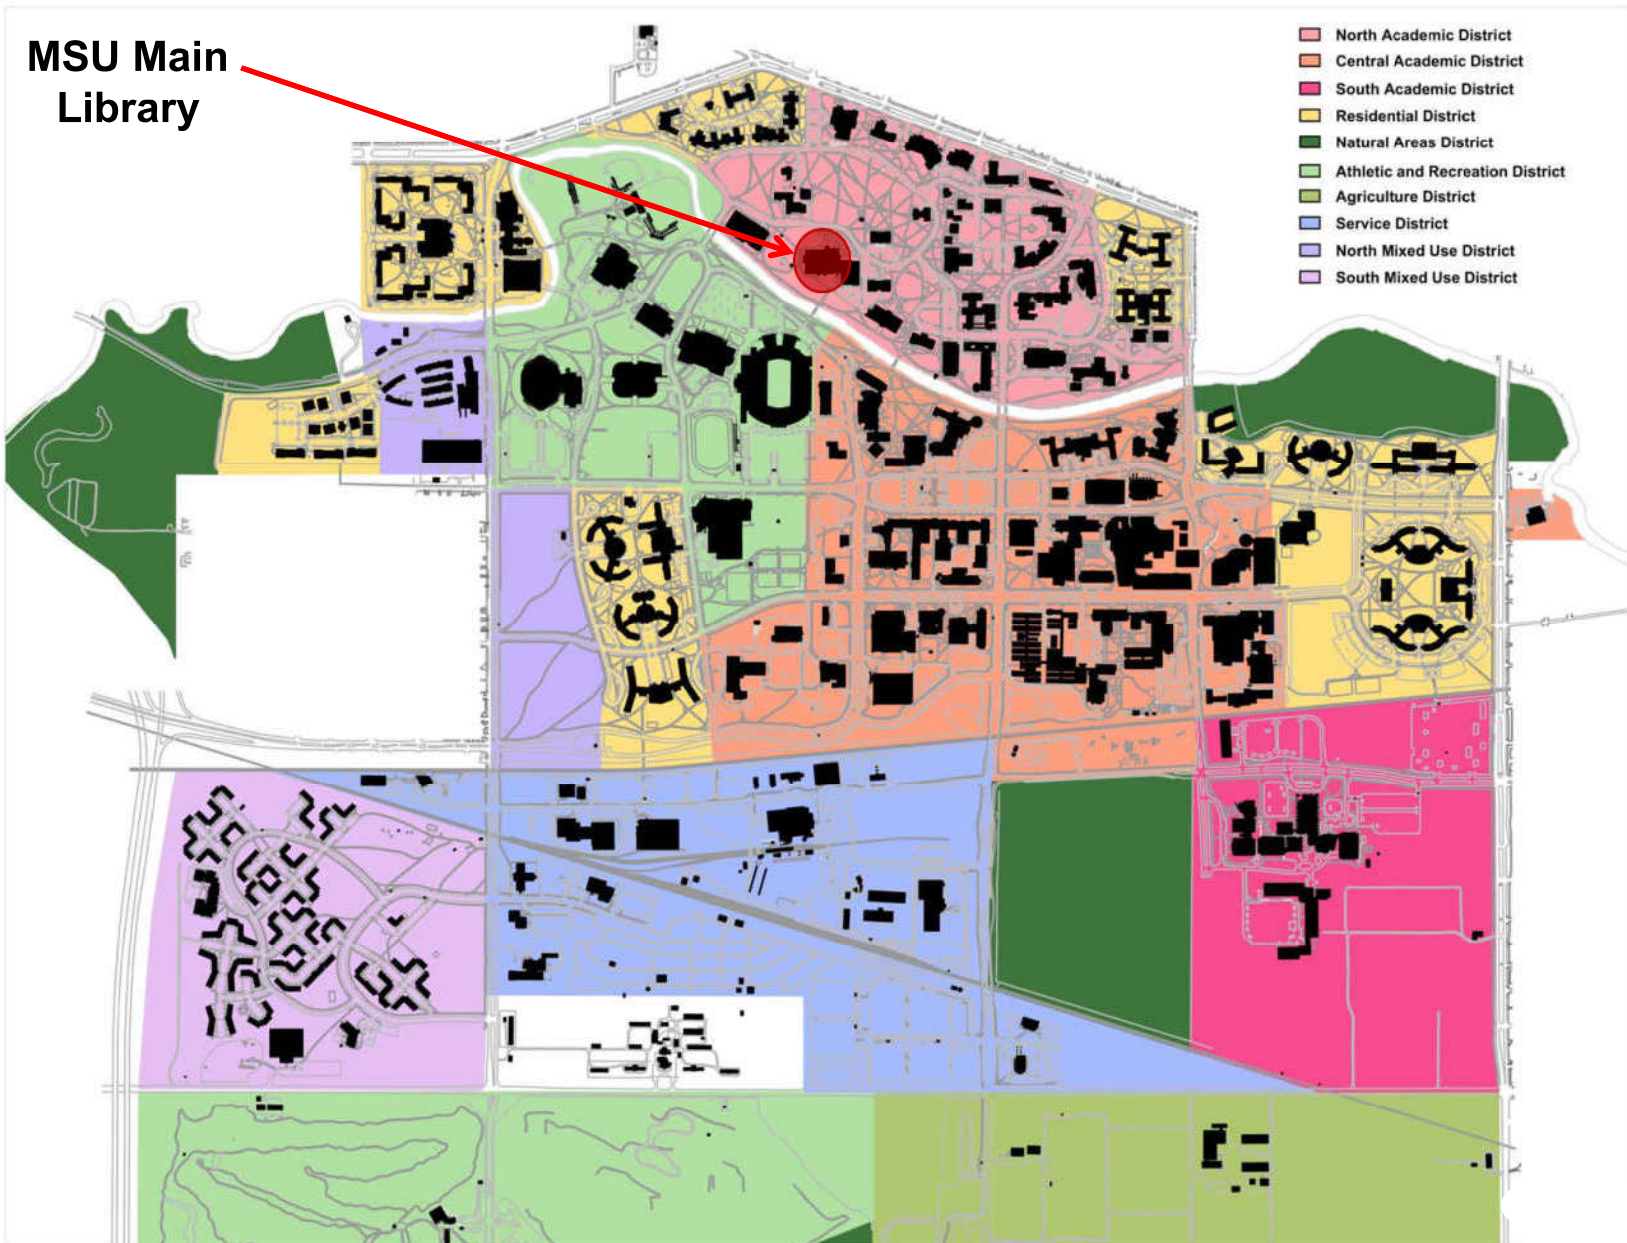 MSU Main
Library
North Academic District
Central Academic District
South Academic District
Residential District
Natural Areas District
Athletic and Recreation District
Agriculture District
Service District
North Mixed Use District
South Mixed Use District